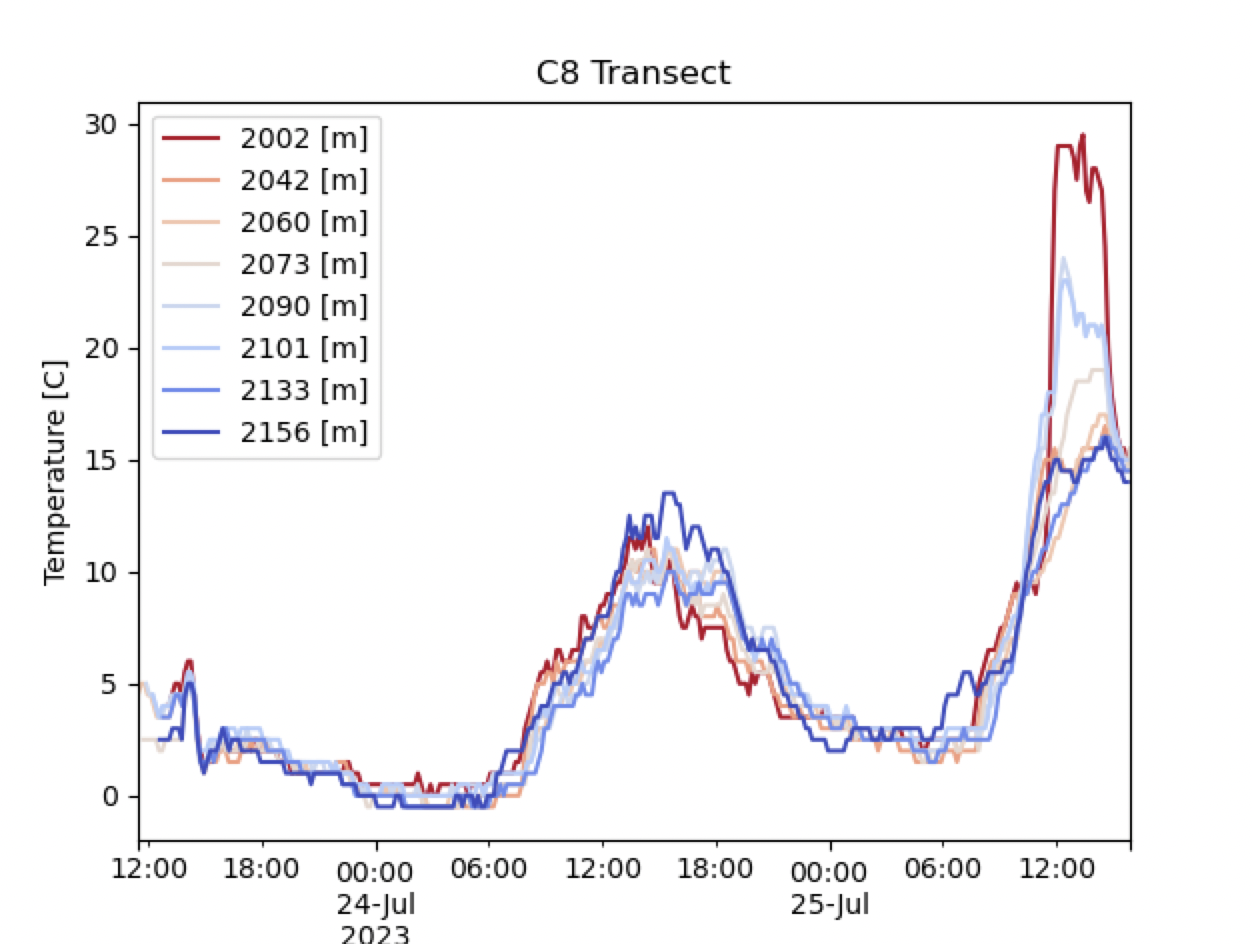 C8 Transect
30
25
20
15
10
5
0
Temperature [C]
2002 [m]
2042 [m]
2060 [m]
2073 [m]
2090 [m]
2101 [m]
2133 [m]
2156 [m]
12:00 18:00 00:00 06:00 12:00 18:00 00:00 06:00 12:00
24-Jul 25-Jul
2023